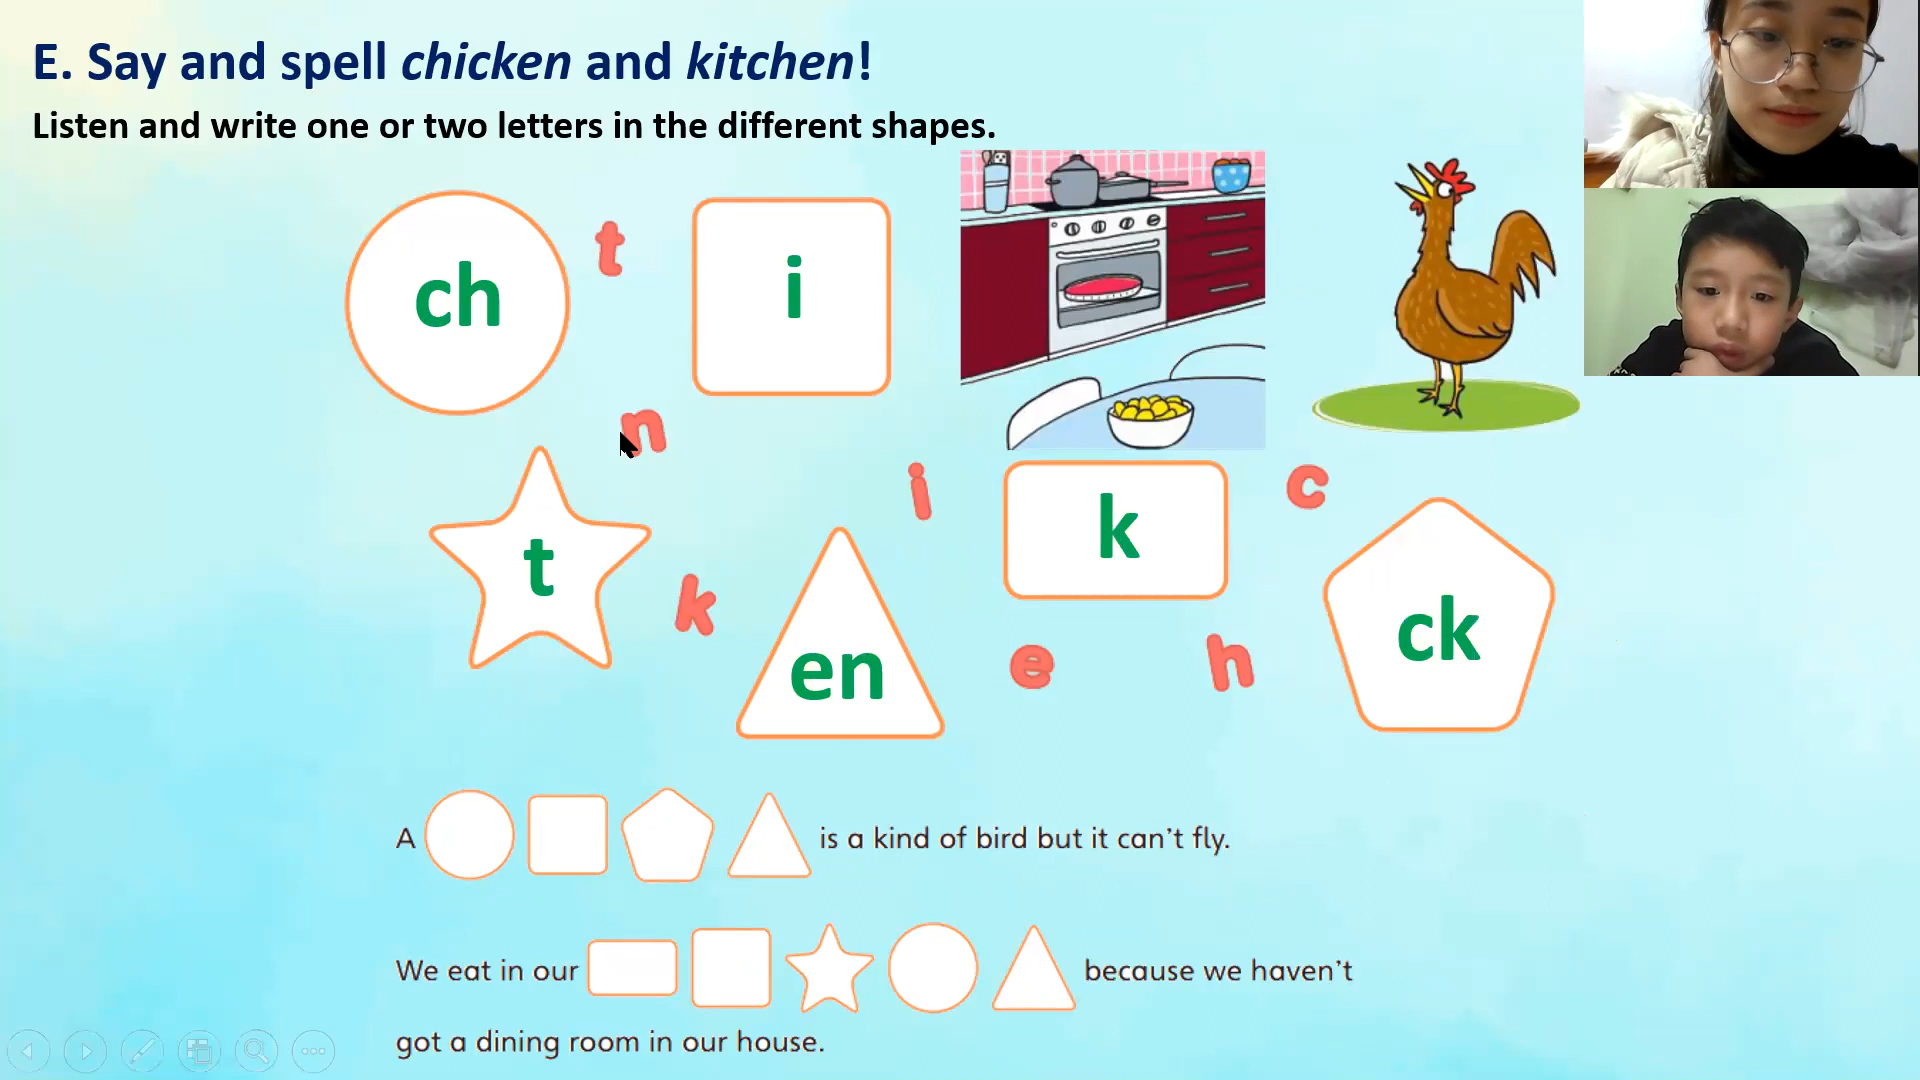 E. Say and spell chicken and kitchen!
Listen and write one or two letters in the different shapes.
ch
t
i
n
i
k
c
t
k
en
e
h
ck
A is a kind of bird but it can't fly.
We eat in our because we haven't
got a dining room in our house.